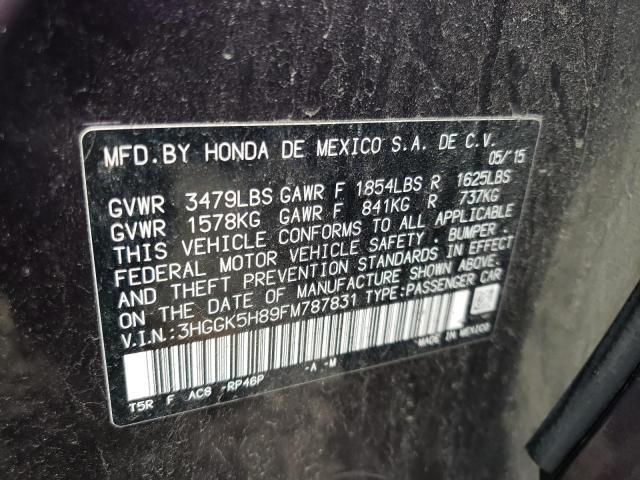 MFD.BY HONDA DE MEXICO S.A. DE C.V.
05/'15
GVWR 3479LBS GAWR F 1854LBS R 1625LBS
GVWR 1578KG GAWR F 841KG R 737KG
THIS VEHICLE CONFORMS TO ALL APPLICABLE
FEDERAL MOTOR VEHICLE SAFETY, BUMPER,
AND THEFT PREVENTION STANDARDS IN EFFECT
ON THE DATE OF MANUFACTURE SHOWN ABOVE.
V.I.N.:3HGGK5H89FM787831 TYPE:PASSENGER CAR
MADE IN MEXICO
T5R F AC9 -RP46P -A -M